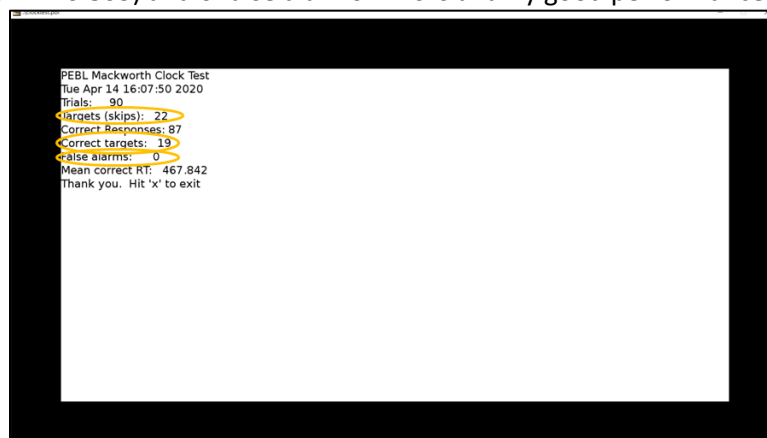 PEBL Mackworth Clock Test
Tue Apr 14 16:07:50 2020
Trials: 90
Targets (skips): 22
Correct Responses: 87
Correct targets: 19
False alarms: 0
Mean correct RT: 467.842
Thank you. Hit 'x' to exit